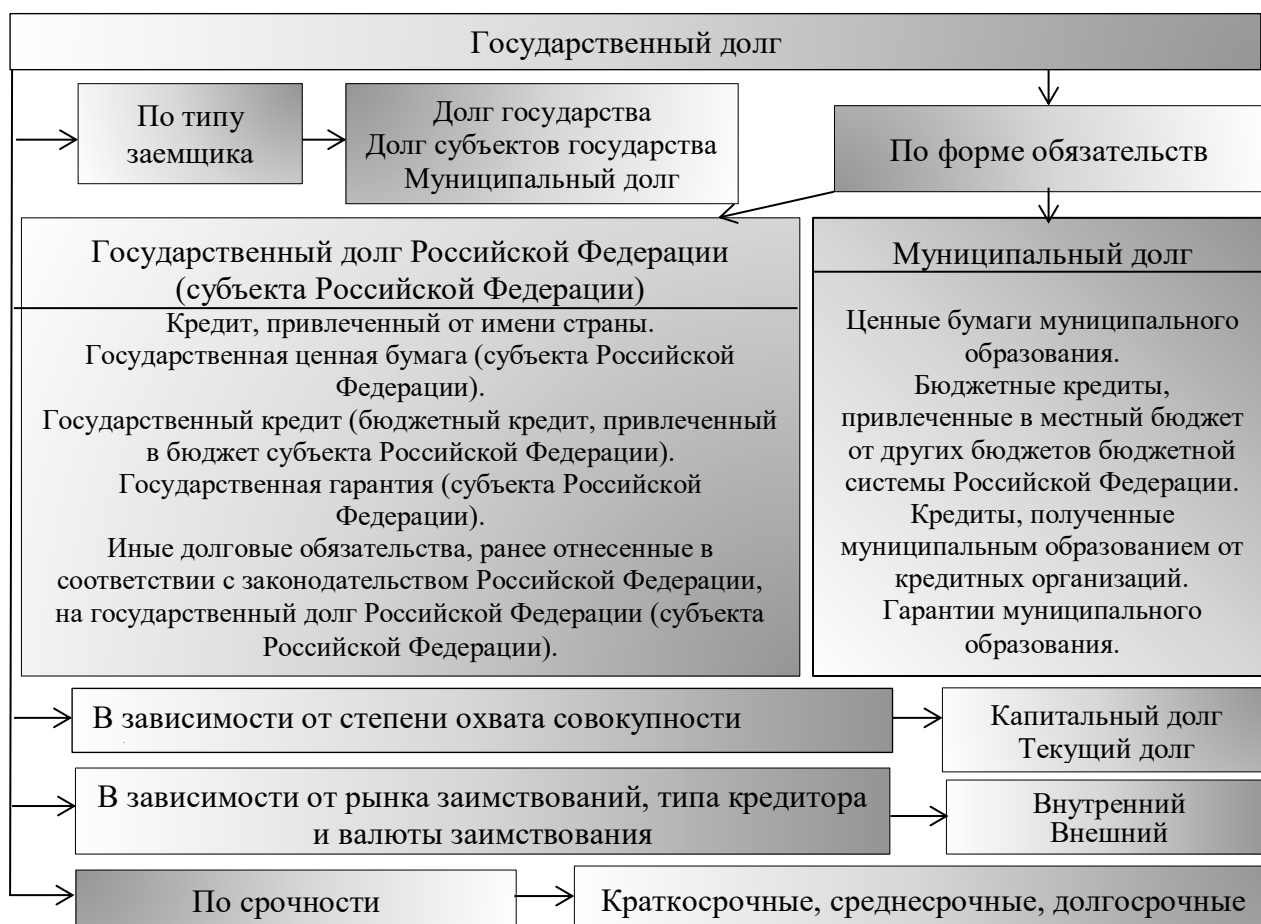 Государственный долг
По типу
заемщика
Долг государства
Долг субъектов государства
Муниципальный долг
По форме обязательств
Государственный долг Российской Федерации
(субъекта Российской Федерации)
Кредит, привлеченный от имени страны.
Государственная ценная бумага (субъекта Российской
Федерации).
Государственный кредит (бюджетный кредит, привлеченный
в бюджет субъекта Российской Федерации).
Государственная гарантия (субъекта Российской
Федерации).
Иные долговые обязательства, ранее отнесенные в
соответствии с законодательством Российской Федерации,
на государственный долг Российской Федерации (субъекта
Российской Федерации).
Муниципальный долг
Ценные бумаги муниципального
образования.
Бюджетные кредиты,
привлеченные в местный бюджет
от других бюджетов бюджетной
системы Российской Федерации.
Кредиты, полученные
муниципальным образованием от
кредитных организаций.
Гарантии муниципального
образования.
В зависимости от степени охвата совокупности
Капитальный долг
Текущий долг
В зависимости от рынка заимствований, типа кредитора
и валюты заимствования
Внутренний
Внешний
По срочности
Краткосрочные, среднесрочные, долгосрочные